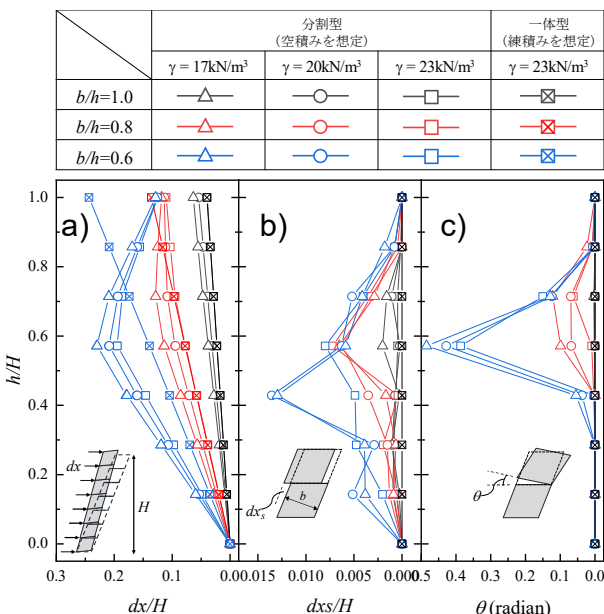 分割型
(空積みを想定)
一体型
(練積みを想定)
γ = 17kN/m³ γ = 20kN/m³ γ = 23kN/m³ γ = 23kN/m³
b/h=1.0
b/h=0.8
b/h=0.6
a) b) c)
1.0
0.8
0.6
0.4
0.2
0.0
h/H
dx
H
dxs
b
θ
0.3 0.2 0.1 0.00
0.015 0.010 0.005 0.000
0.5 0.4 0.3 0.2 0.1 0.0
dx/H dxs/H θ (radian)